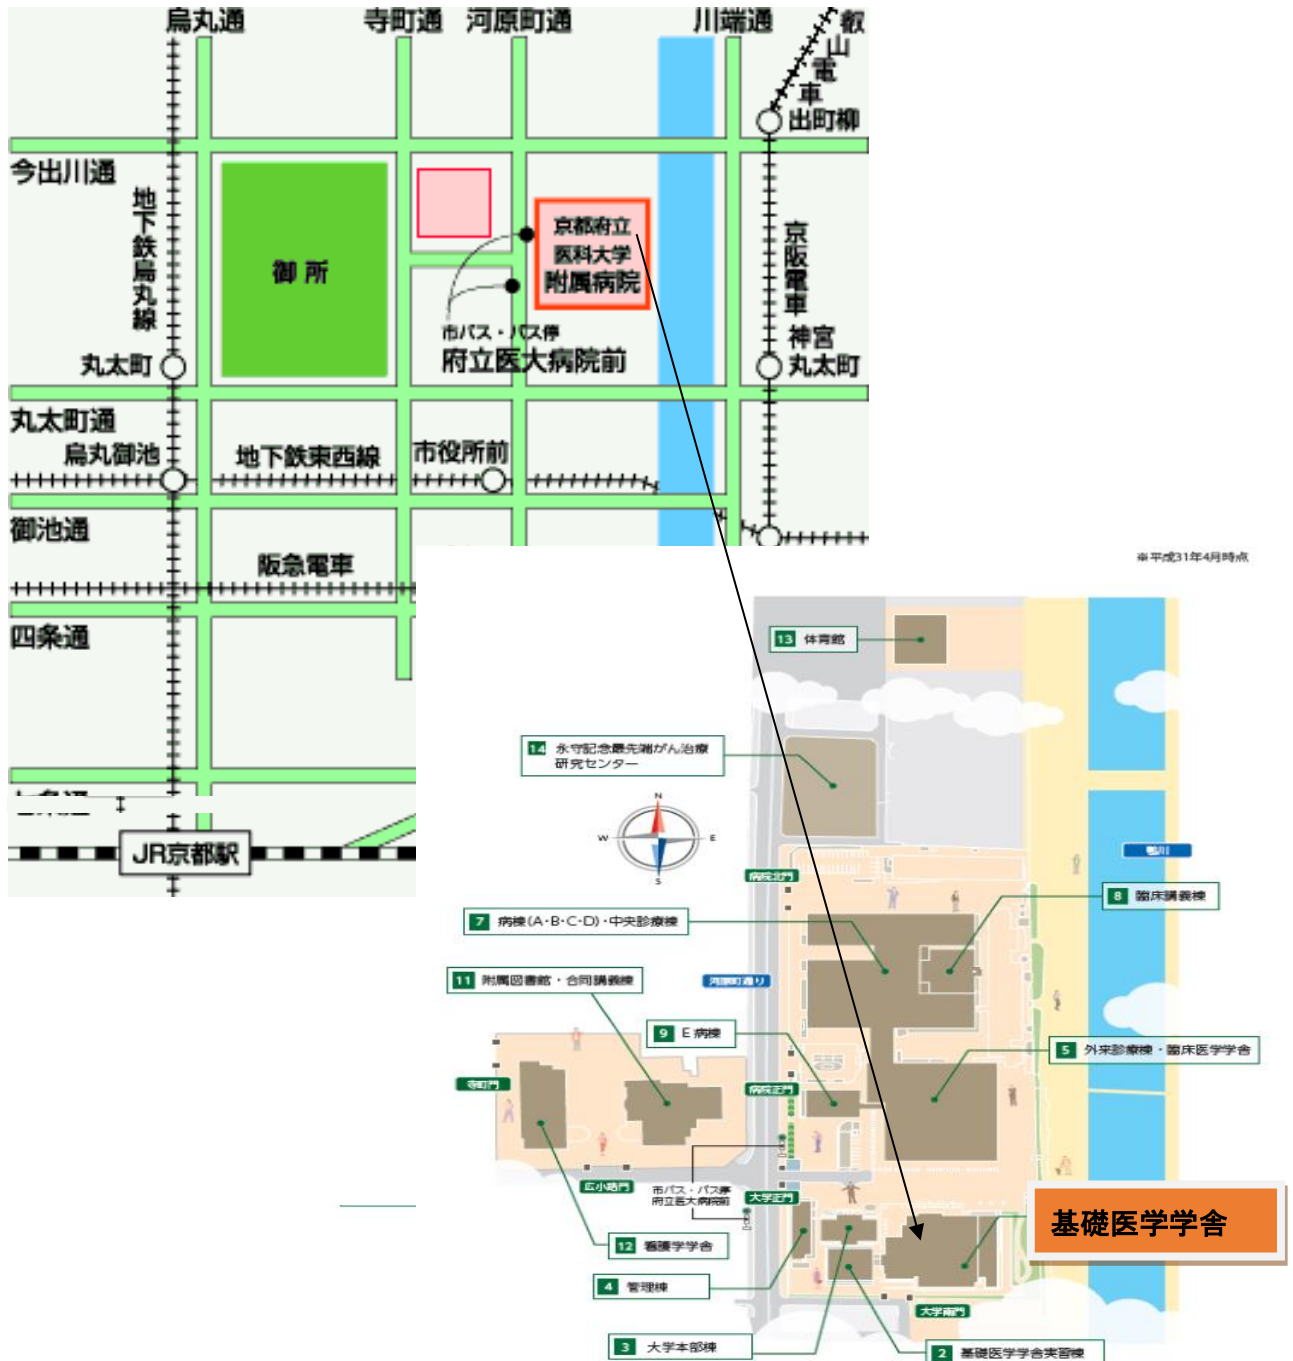 烏丸通
寺町通
河原町通
川端通
叡山電車
出町柳
今出川通
地下鉄烏丸線
御所
京都府立
医科大学
附属病院
京阪電車
市バス・バス停
府立医大病院前
神宮
丸太町
丸太町
丸太町通
烏丸御池
地下鉄東西線
市役所前
御池通
阪急電車
四条通
JR京都駅
※平成31年4月時点
13 体育館
14 永守記念最先端がん治療
研究センター
N
W
E
S
鴨川
病院北門
8 臨床講義棟
7 病棟(A・B・C・D)・中央診療棟
11 附属図書館・合同講義棟
河原町通り
9 E病棟
5 外来診療棟・臨床医学学舎
寺町門
病院正門
広小路門
市バス・バス停
府立医大病院前
大学正門
基礎医学学舎
12 看護学学舎
4 管理棟
大学南門
3 大学本部棟
2 基礎医学学舎実習棟